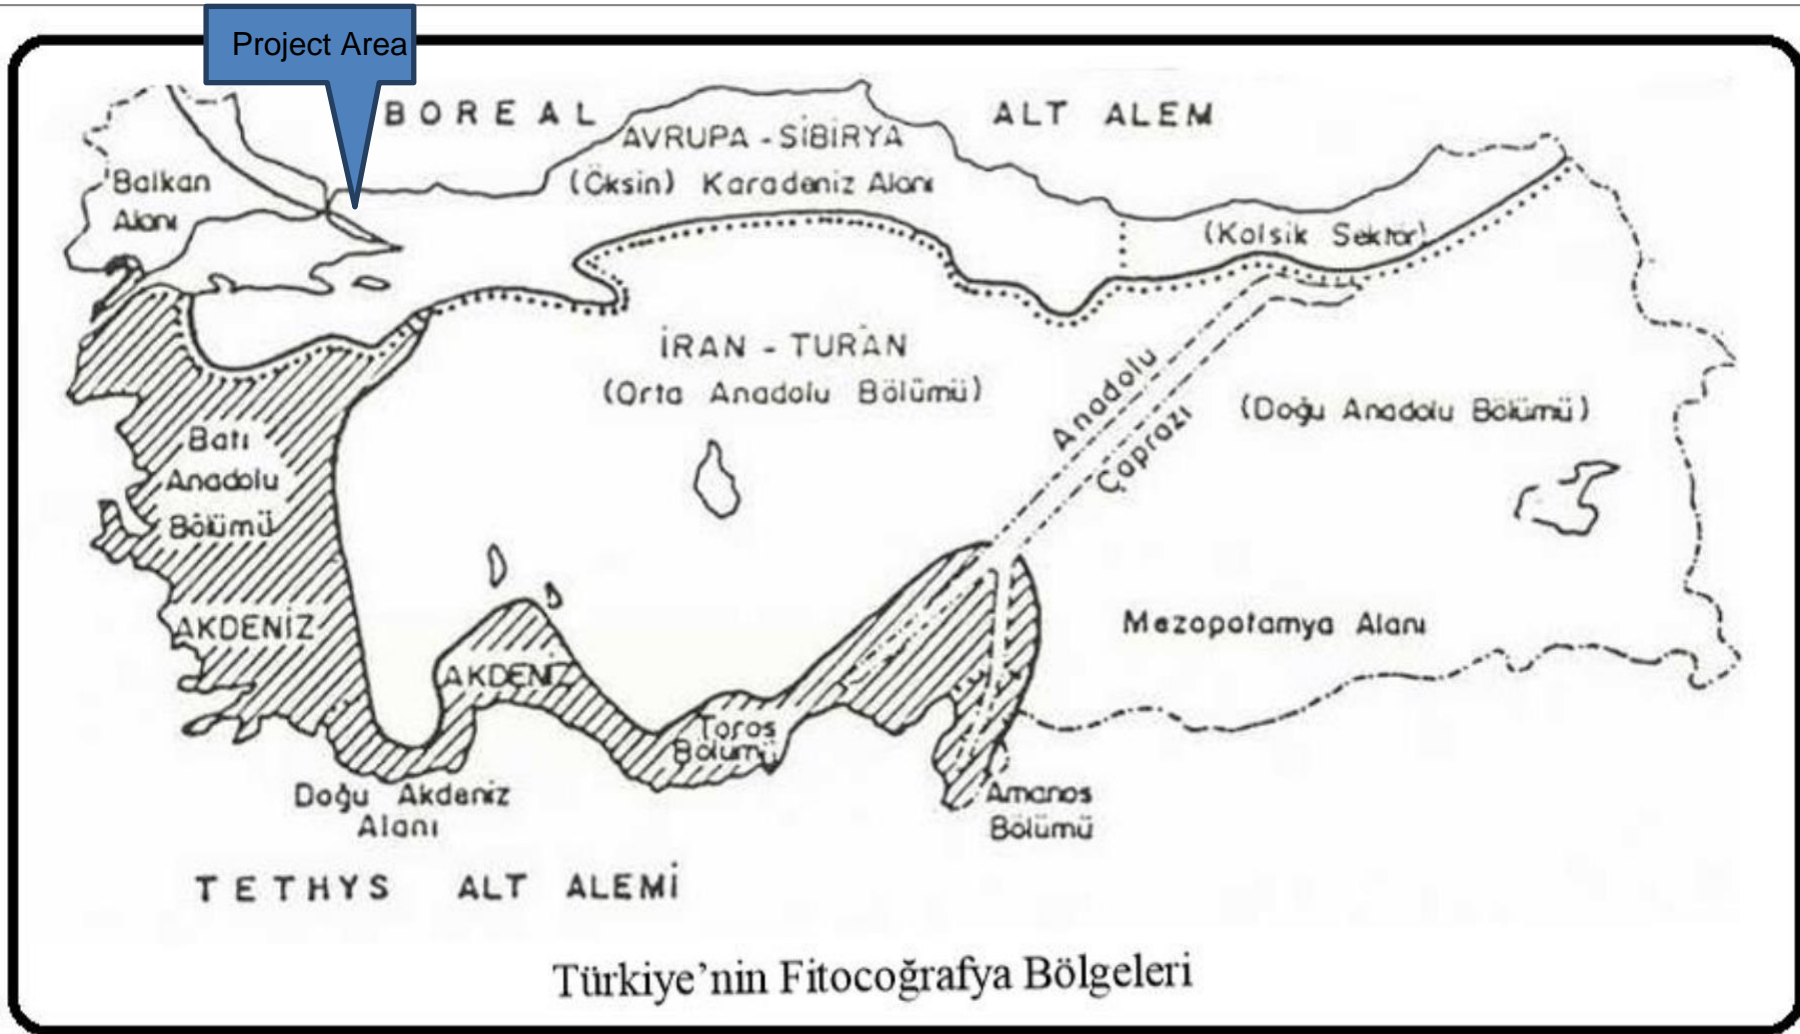 Project Area
BOREAL ALT ALEM
AVRUPA - SİBİRYA
(Öksin) Karadeniz Alanı
Balkan
Alanı
(Kolsik Sektör)
İRAN - TURAN
(Orta Anadolu Bölümü)
Anadolu
Çaprazı
(Doğu Anadolu Bölümü)
Batı
Anadolu
Bölümü
AKDENİZ
AKDENİZ
Mezopotamya Alanı
Toros
Bölümü
Doğu Akdeniz
Alanı
Amanos
Bölümü
TETHYS ALT ALEMİ
Türkiye’nin Fitocoğrafya Bölgeleri